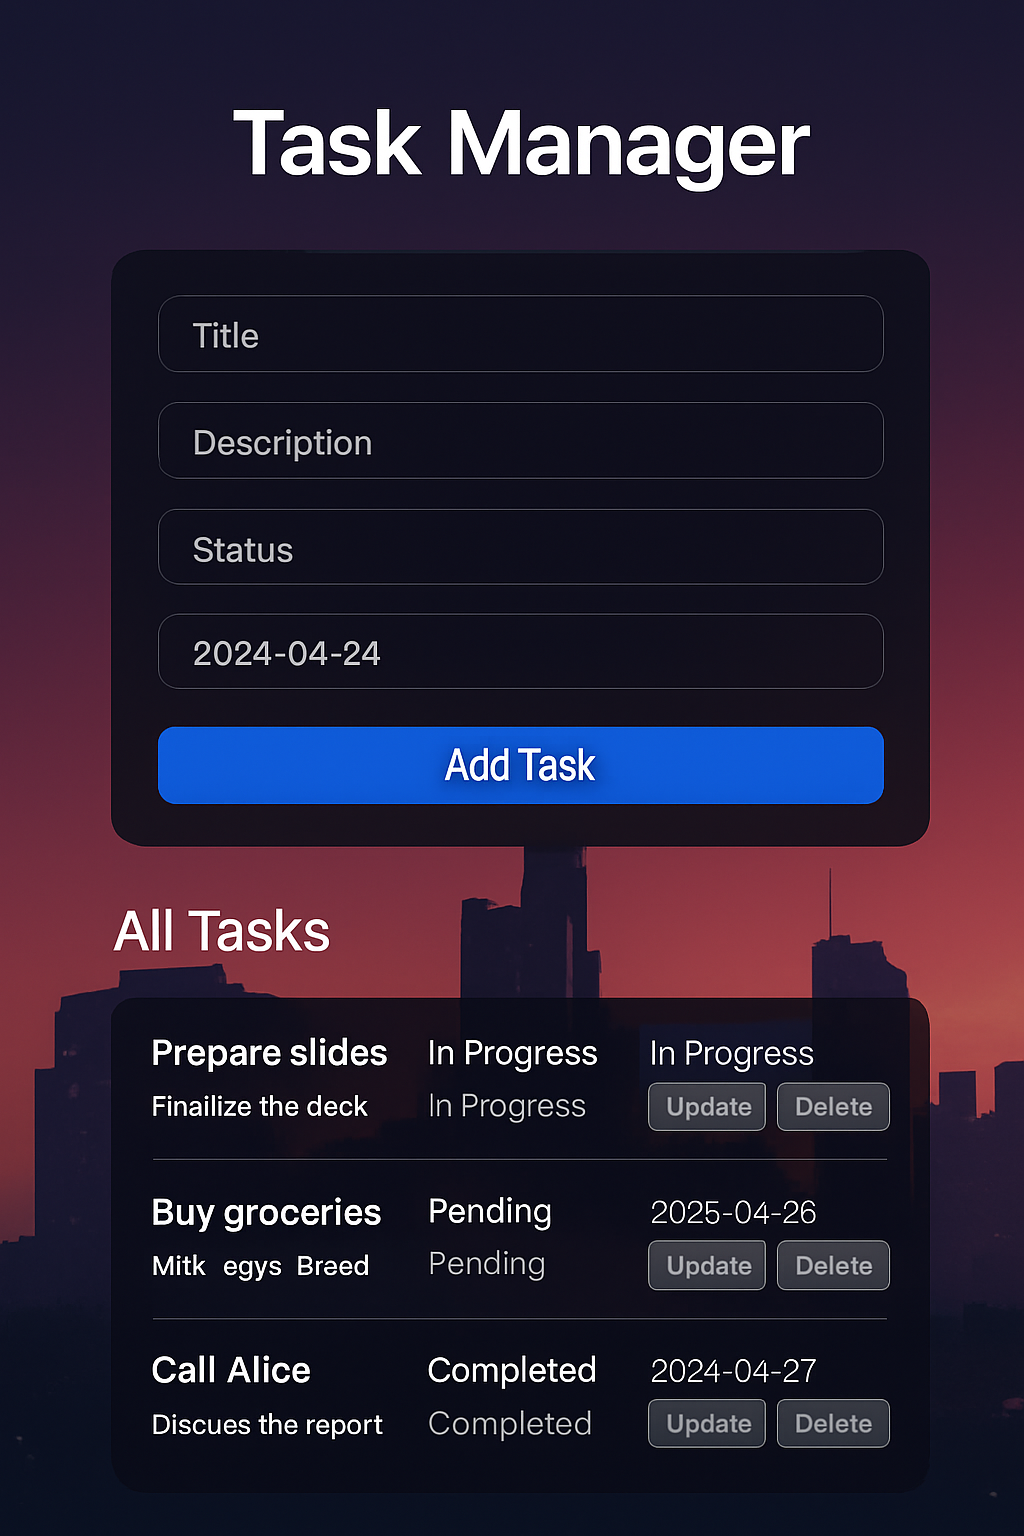 Task Manager
Title
Description
Status
2024-04-24
Add Task
All Tasks
Prepare slides In Progress In Progress
Finailize the deck In Progress Update Delete
Buy groceries Pending 2025-04-26
Mitk egys Breed Pending Update Delete
Call Alice Completed 2024-04-27
Discues the report Completed Update Delete